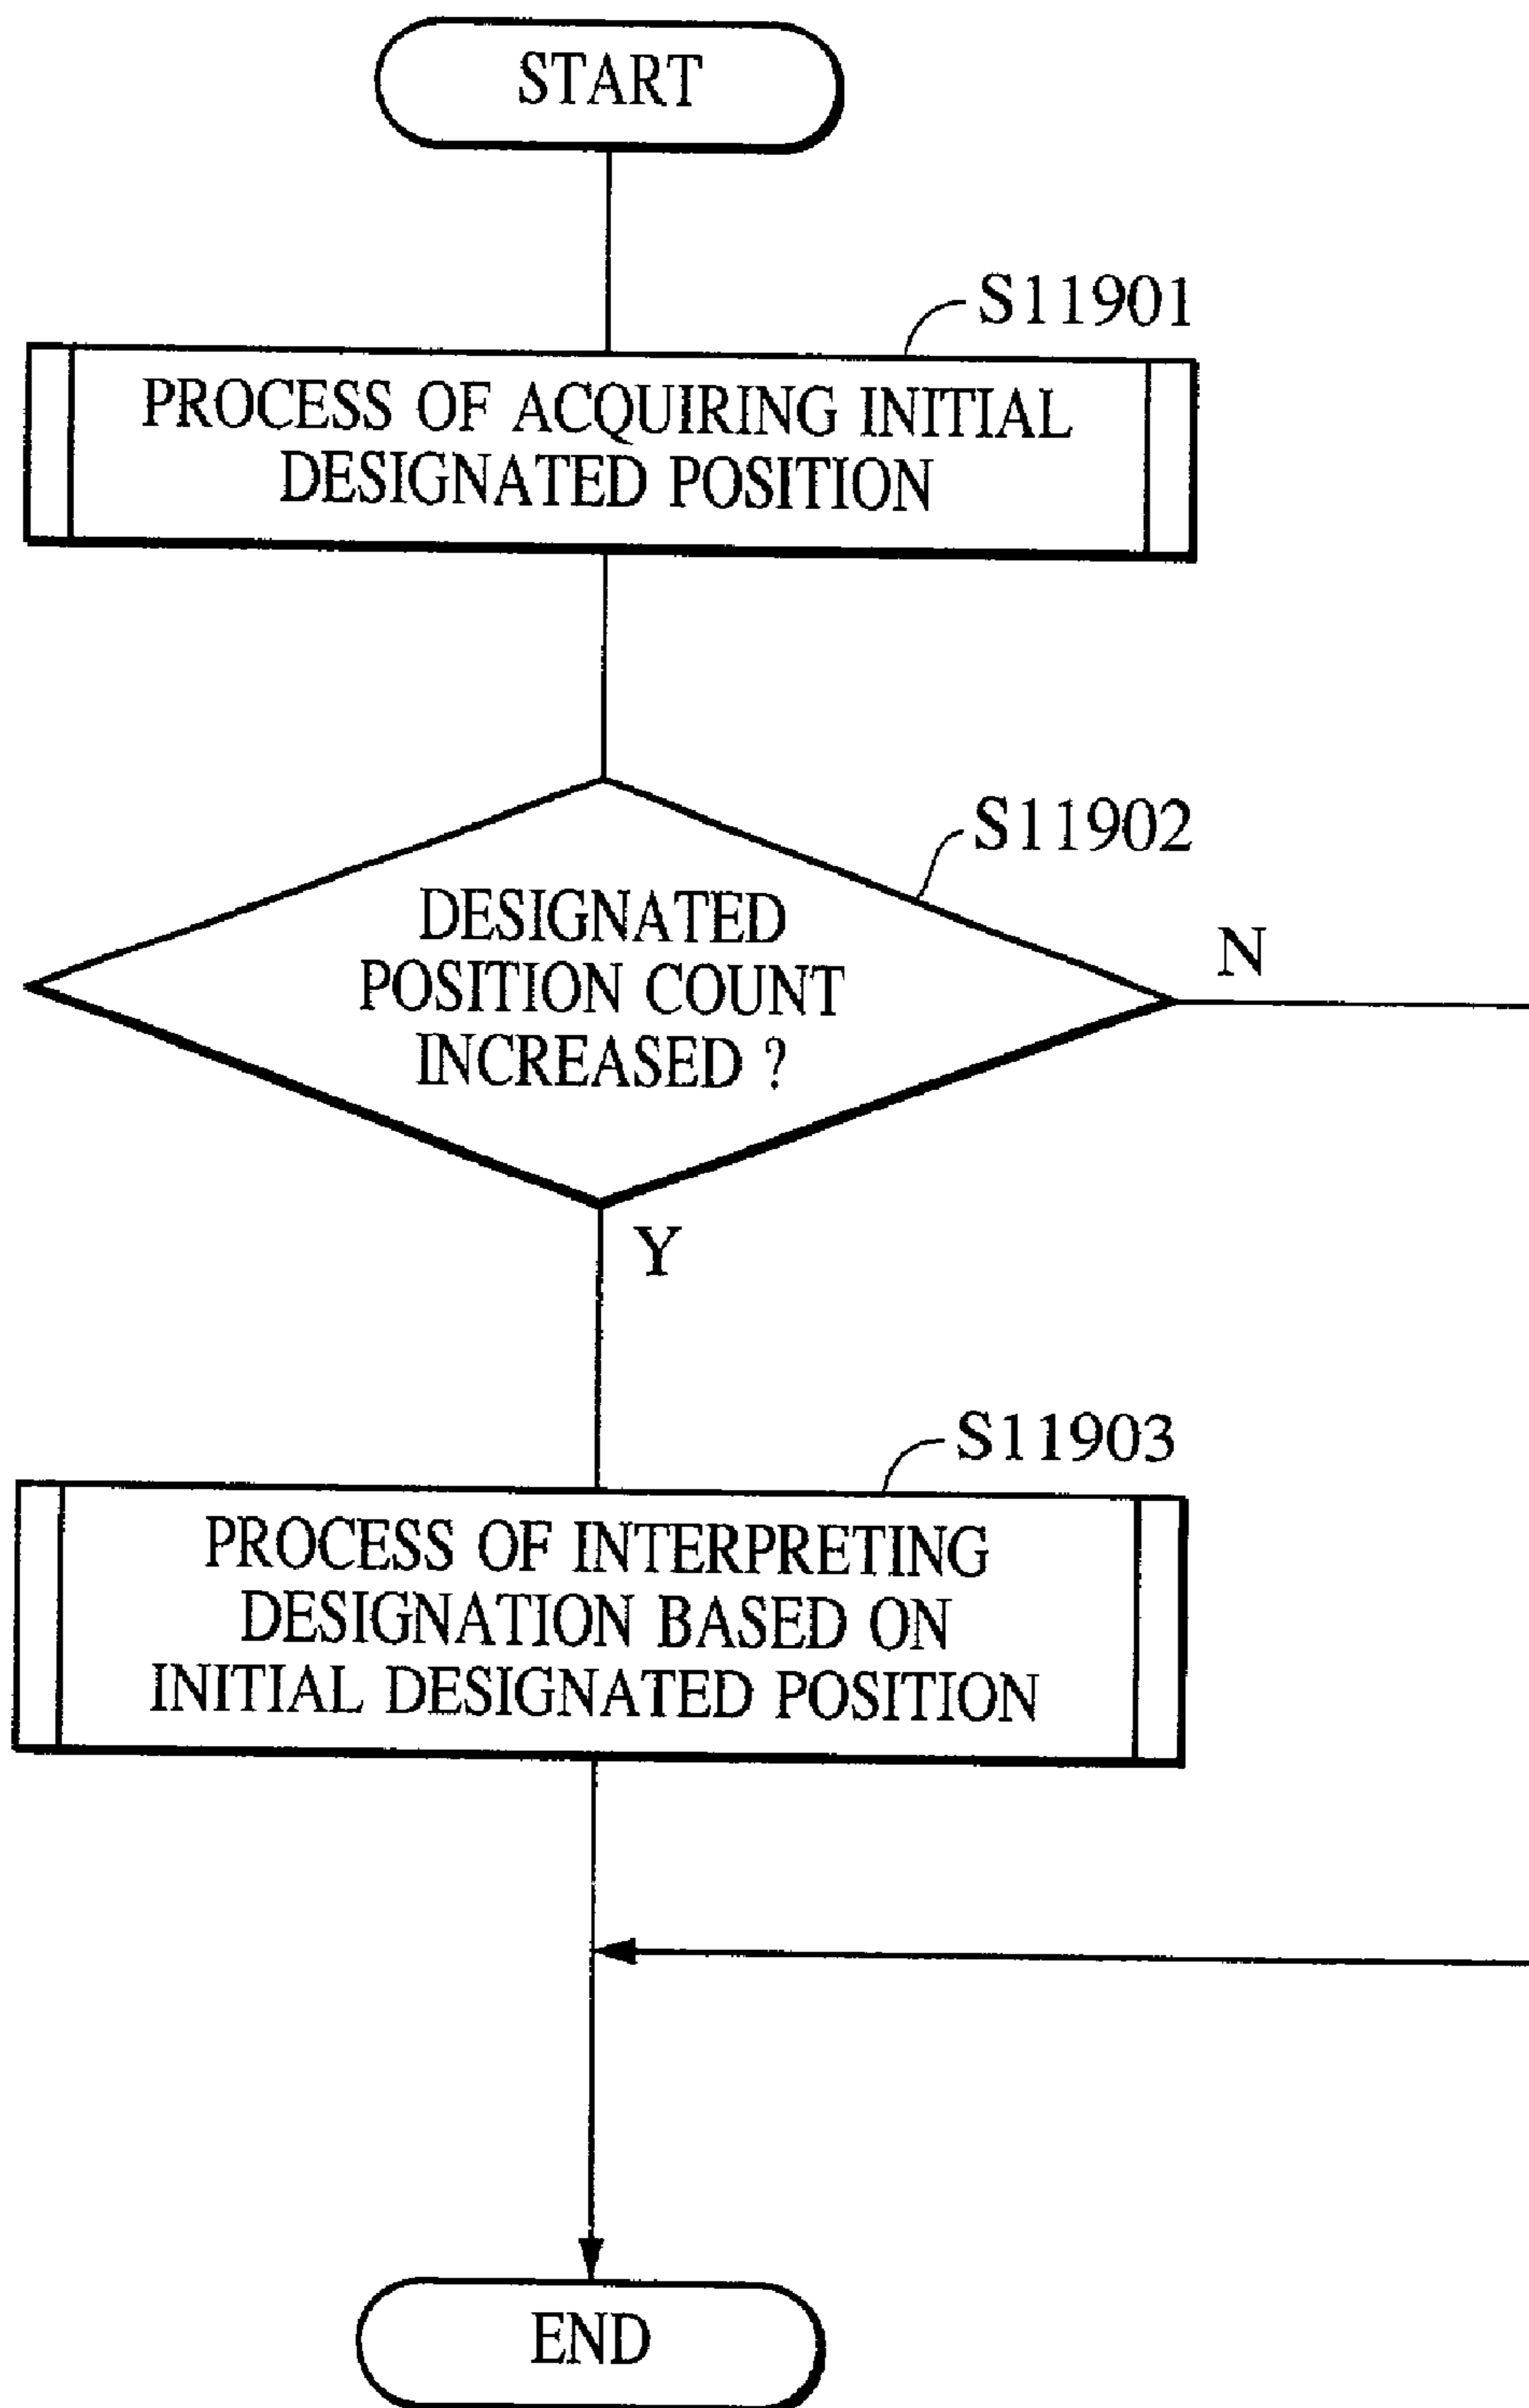 START
S11901
PROCESS OF ACQUIRING INITIAL
DESIGNATED POSITION
S11902
DESIGNATED
POSITION COUNT
INCREASED ?
N
Y
S11903
PROCESS OF INTERPRETING
DESIGNATION BASED ON
INITIAL DESIGNATED POSITION
END